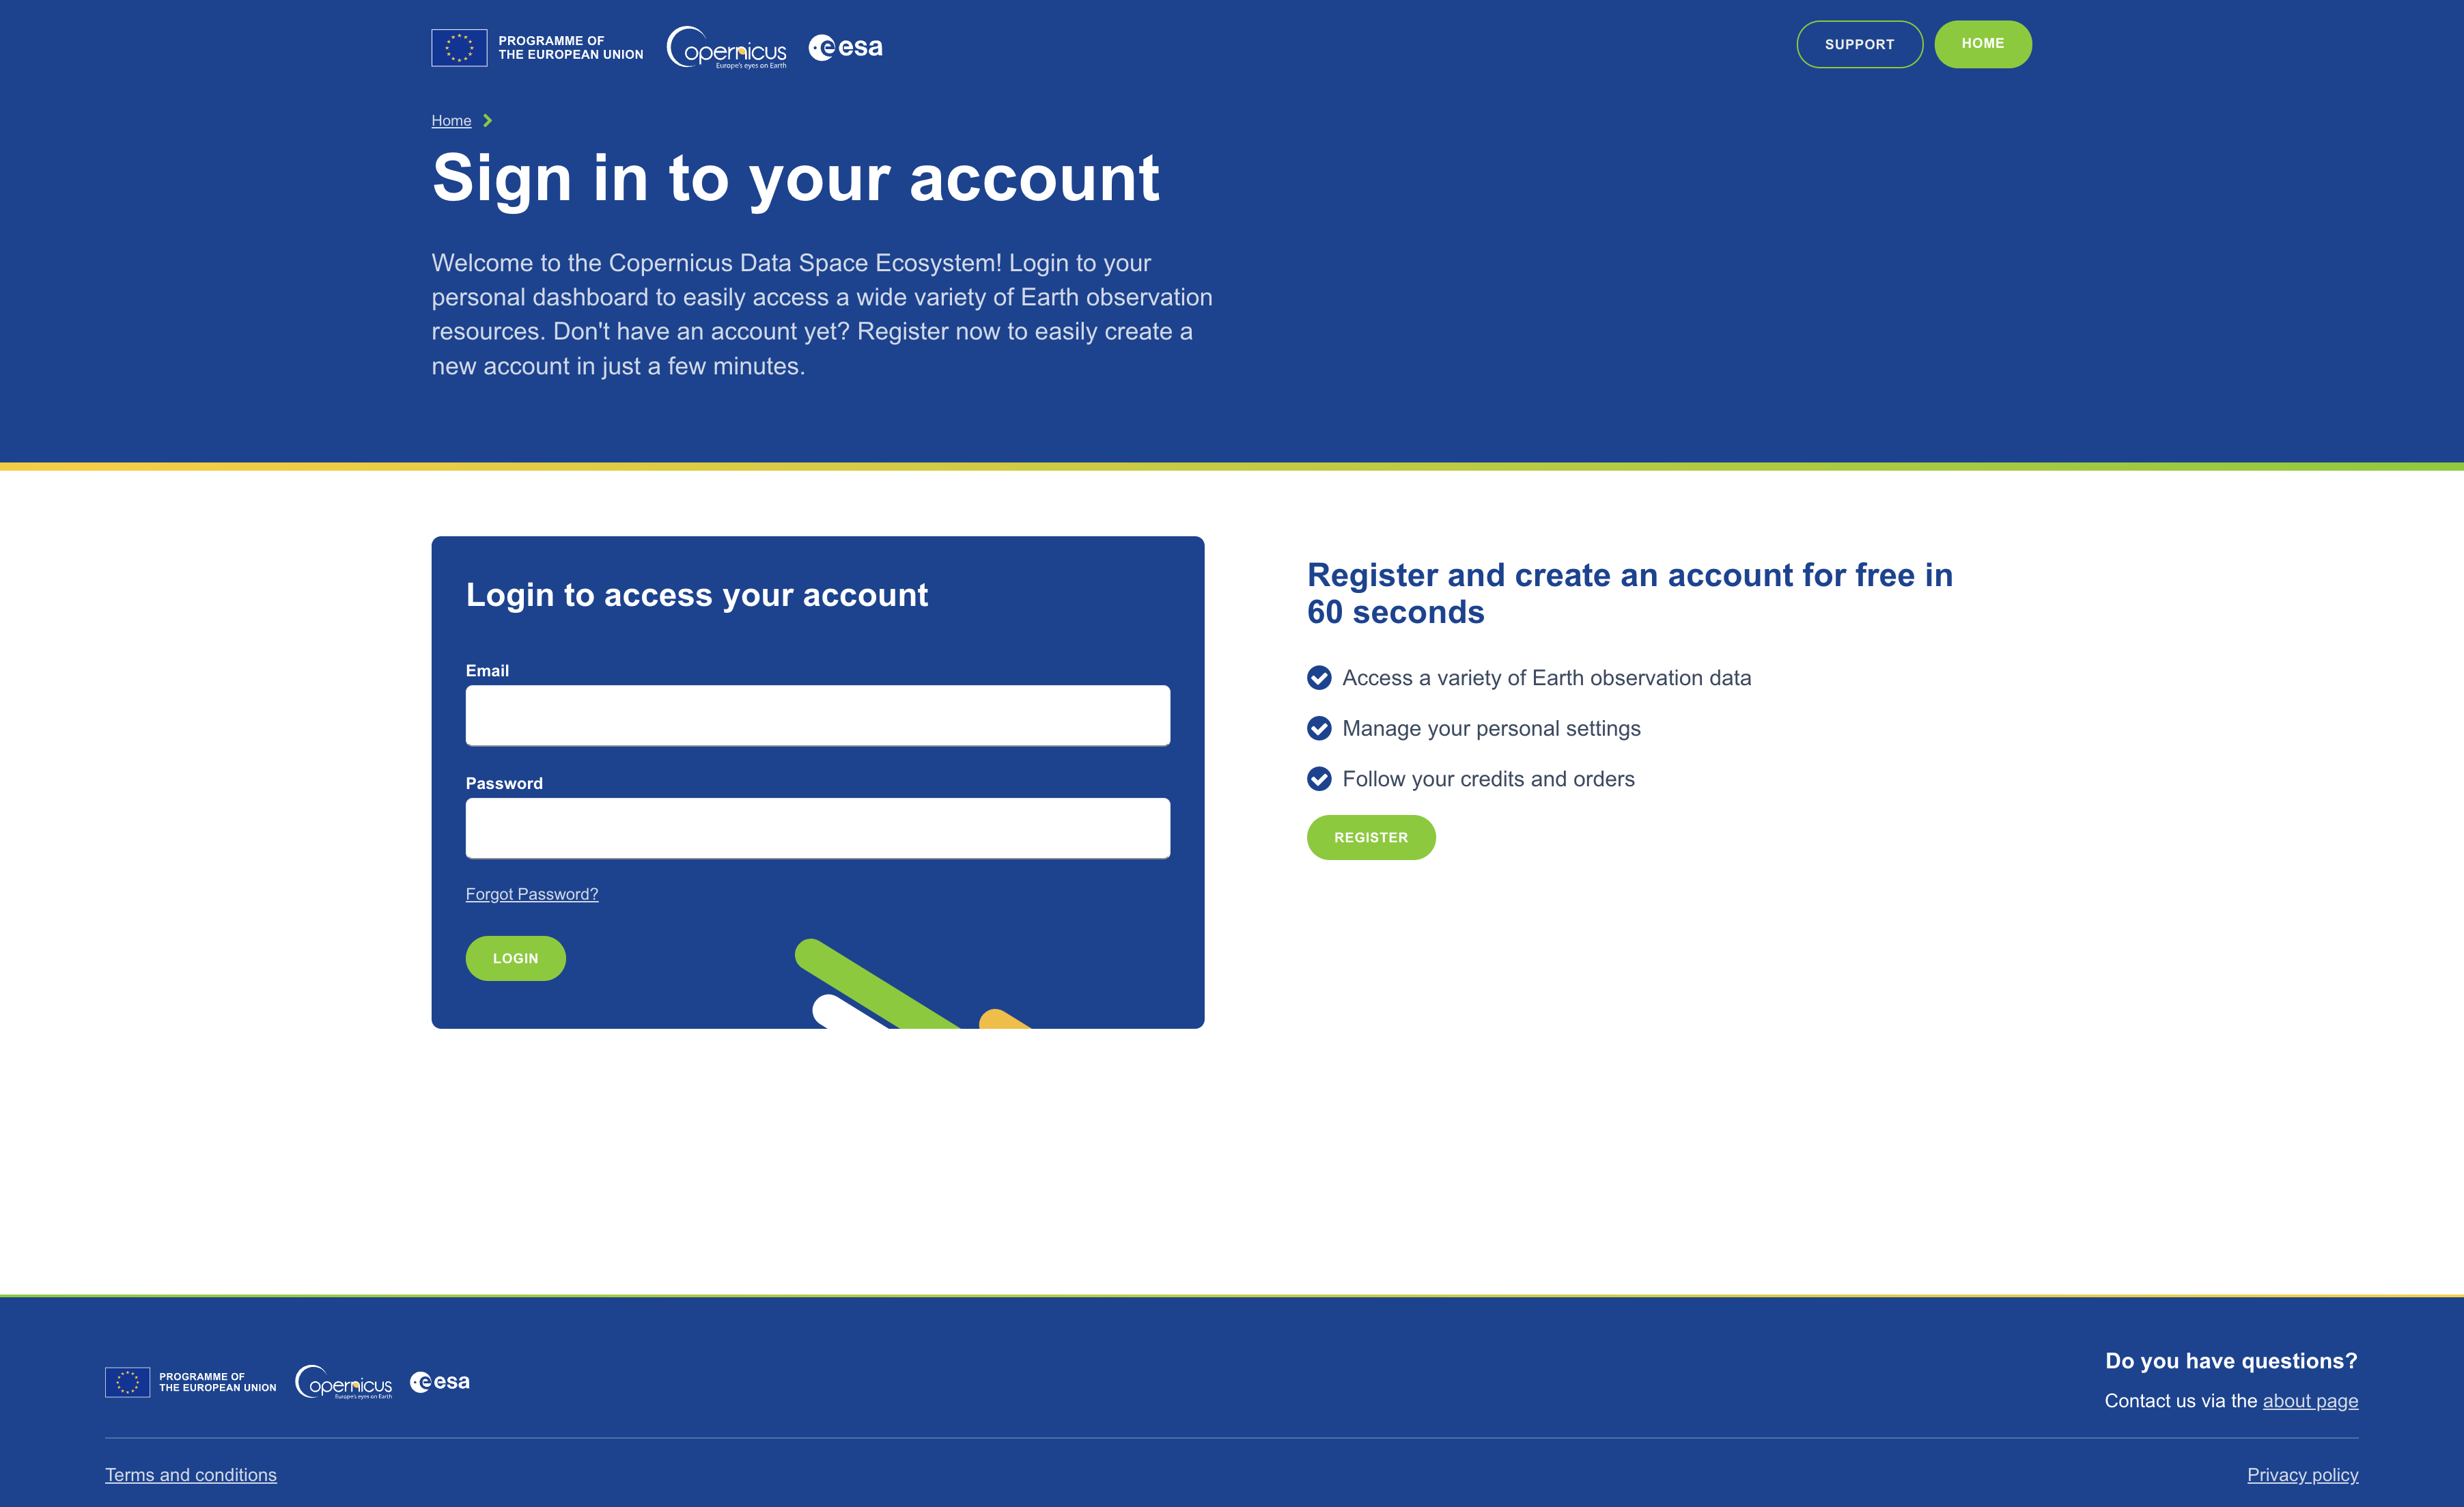 PROGRAMME OF
THE EUROPEAN UNION
Copernicus
Europe's eyes on Earth
esa
SUPPORT
HOME
Home
Sign in to your account
Welcome to the Copernicus Data Space Ecosystem! Login to your
personal dashboard to easily access a wide variety of Earth observation
resources. Don't have an account yet? Register now to easily create a
new account in just a few minutes.
Login to access your account
Email
Password
Forgot Password?
LOGIN
Register and create an account for free in
60 seconds
Access a variety of Earth observation data
Manage your personal settings
Follow your credits and orders
REGISTER
PROGRAMME OF
THE EUROPEAN UNION
Copernicus
Europe's eyes on Earth
esa
Do you have questions?
Contact us via the about page
Terms and conditions
Privacy policy